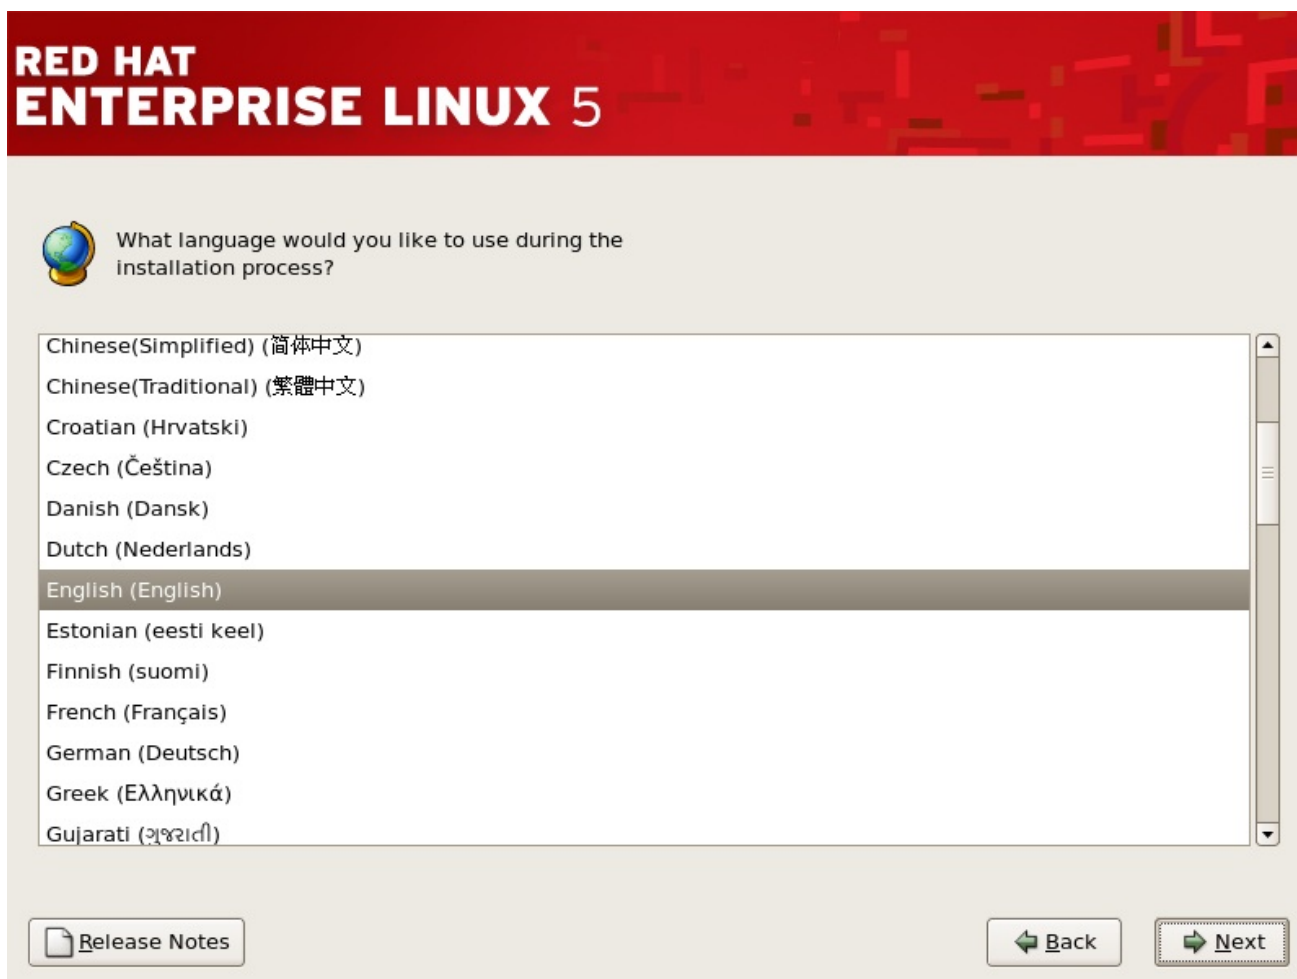 RED HAT
ENTERPRISE LINUX 5
What language would you like to use during the
installation process?
Chinese(Simplified) (简体中文)
Chinese(Traditional) (繁體中文)
Croatian (Hrvatski)
Czech (Čeština)
Danish (Dansk)
Dutch (Nederlands)
English (English)
Estonian (eesti keel)
Finnish (suomi)
French (Français)
German (Deutsch)
Greek (Ελληνικά)
Gujarati (ગુજરાતી)
Release Notes
Back
Next